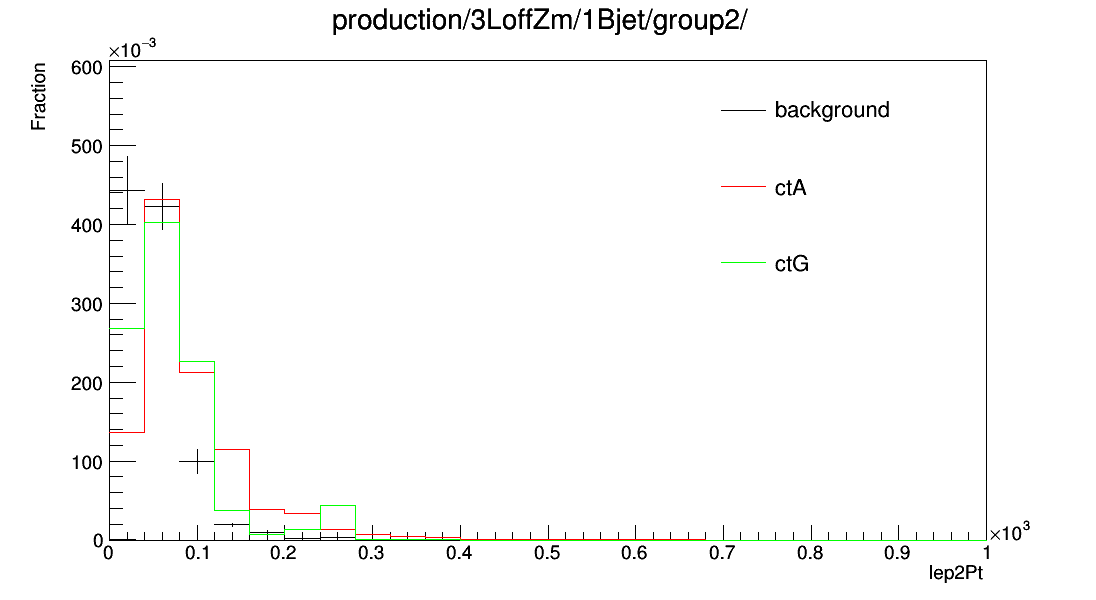 production/3LoffZm/1Bjet/group2/
×10⁻³
Fraction
600
500
400
300
200
100
0
background
ctA
ctG
0 0.1 0.2 0.3 0.4 0.5 0.6 0.7 0.8 0.9 1
×10³
lep2Pt